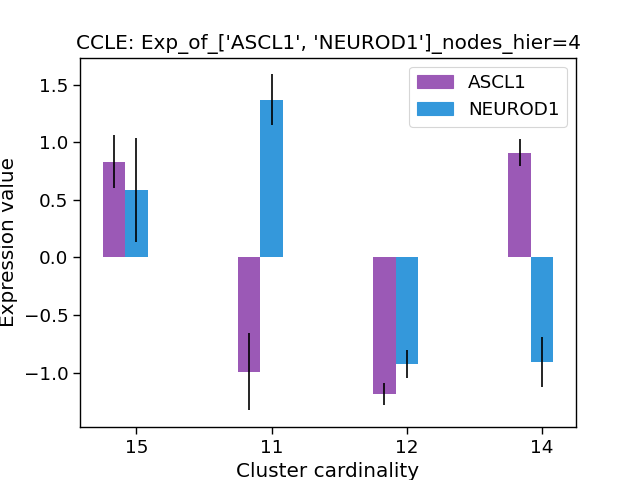 CCLE: Exp_of_['ASCL1', 'NEUROD1']_nodes_hier=4
ASCL1
NEUROD1
Expression value
1.5
1.0
0.5
0.0
−0.5
−1.0
15
11
12
14
Cluster cardinality